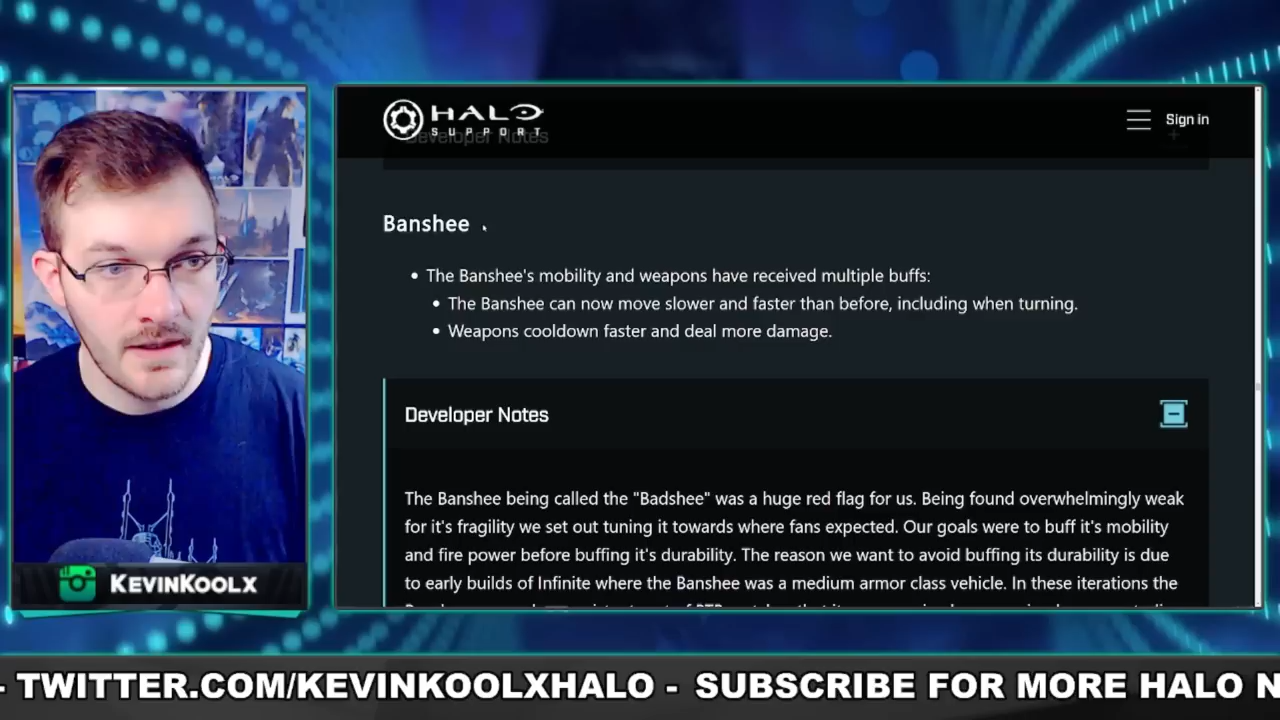 HALO
SUPPORT
Sign in
Developer Notes
Banshee
The Banshee's mobility and weapons have received multiple buffs:
The Banshee can now move slower and faster than before, including when turning.
Weapons cooldown faster and deal more damage.
Developer Notes
The Banshee being called the "Badshee" was a huge red flag for us. Being found overwhelmingly weak
for it's fragility we set out tuning it towards where fans expected. Our goals were to buff it's mobility
and fire power before buffing it's durability. The reason we want to avoid buffing its durability is due
to early builds of Infinite where the Banshee was a medium armor class vehicle. In these iterations the
KEVINKOOLX
- TWITTER.COM/KEVINKOOLXHALO - SUBSCRIBE FOR MORE HALO N